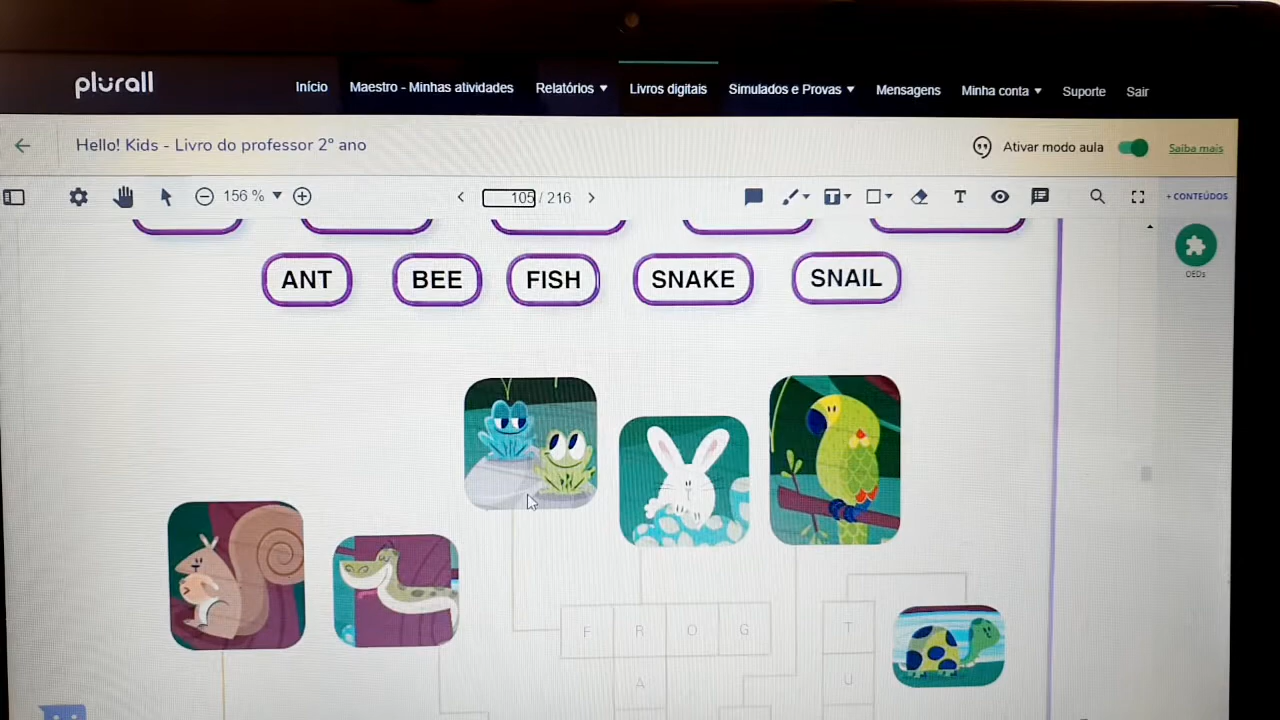 plurall
Início Maestro - Minhas atividades Relatórios Livros digitais Simulados e Provas Mensagens Minha conta Suporte Sair
Hello! Kids - Livro do professor 2º ano
Ativar modo aula Saiba mais
156 % 105 / 216 T + CONTEÚDOS
OEDs
ANT BEE FISH SNAKE SNAIL
F R O G T
A U